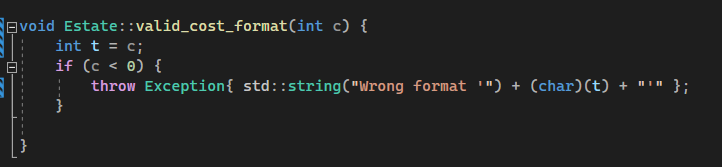 void Estate::valid_cost_format(int c) {
    int t = c;
    if (c < 0) {
        throw Exception{ std::string("Wrong format '") + (char)(t) + "'" };
    }
}